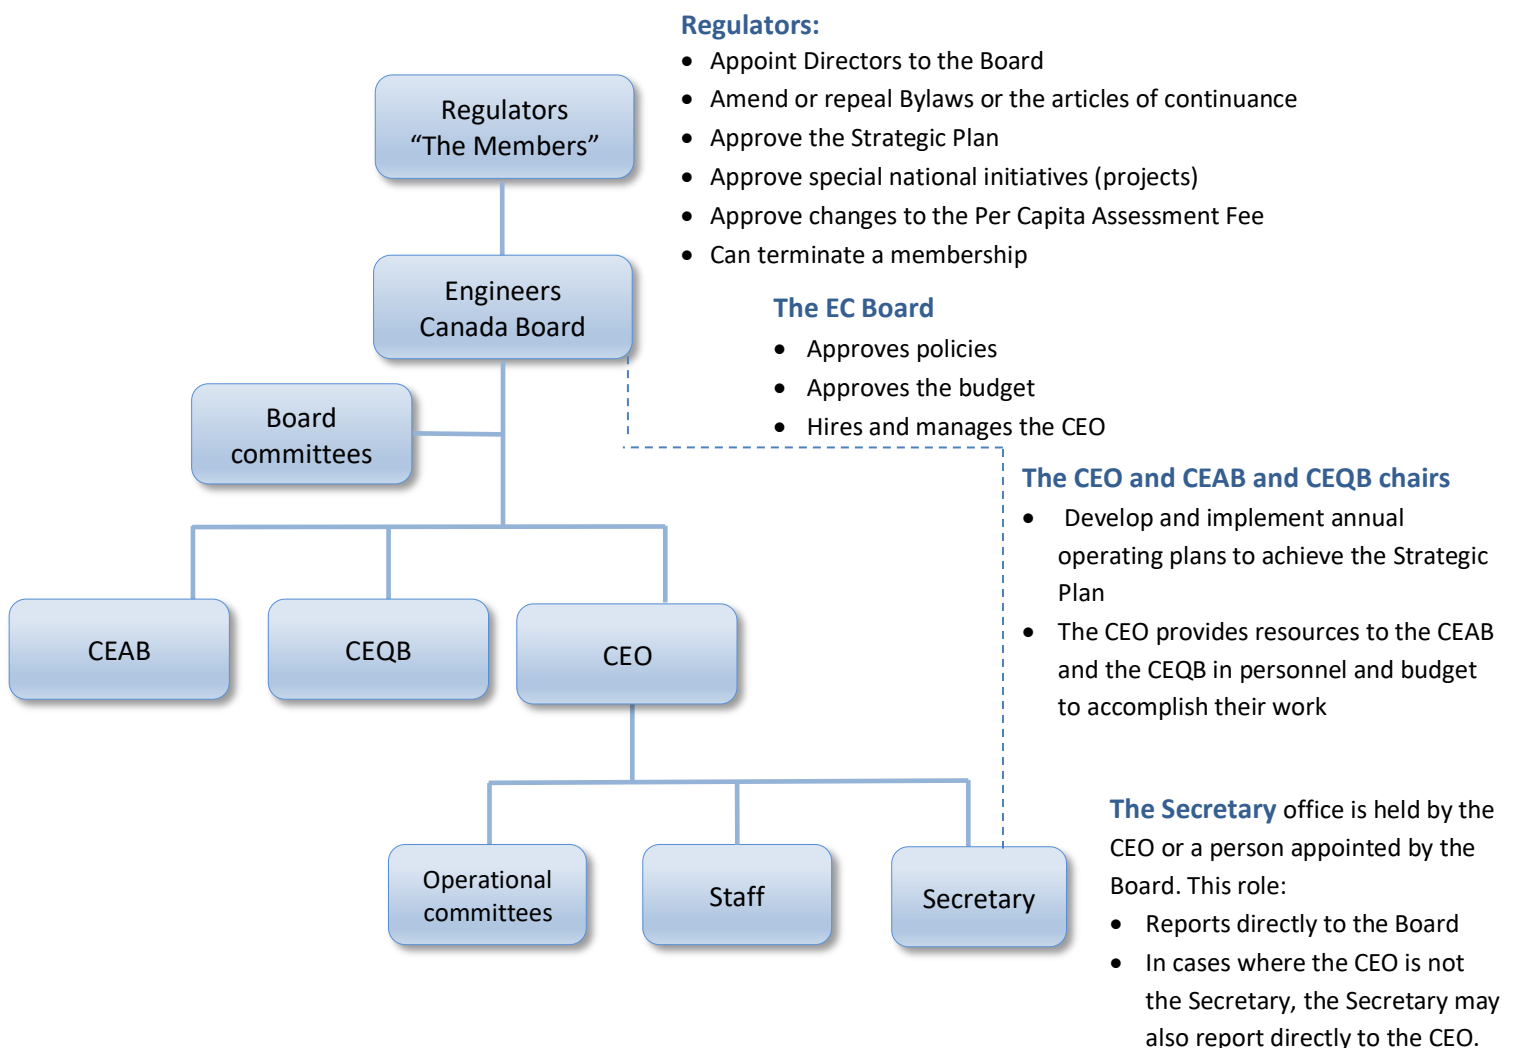 Regulators:
• Appoint Directors to the Board
• Amend or repeal Bylaws or the articles of continuance
• Approve the Strategic Plan
• Approve special national initiatives (projects)
• Approve changes to the Per Capita Assessment Fee
• Can terminate a membership
Regulators
“The Members”
Engineers
Canada Board
The EC Board
• Approves policies
• Approves the budget
• Hires and manages the CEO
Board
committees
The CEO and CEAB and CEQB chairs
• Develop and implement annual
operating plans to achieve the Strategic
Plan
• The CEO provides resources to the CEAB
and the CEQB in personnel and budget
to accomplish their work
CEAB
CEQB
CEO
Operational
committees
Staff
Secretary
The Secretary office is held by the
CEO or a person appointed by the
Board. This role:
• Reports directly to the Board
• In cases where the CEO is not
the Secretary, the Secretary may
also report directly to the CEO.